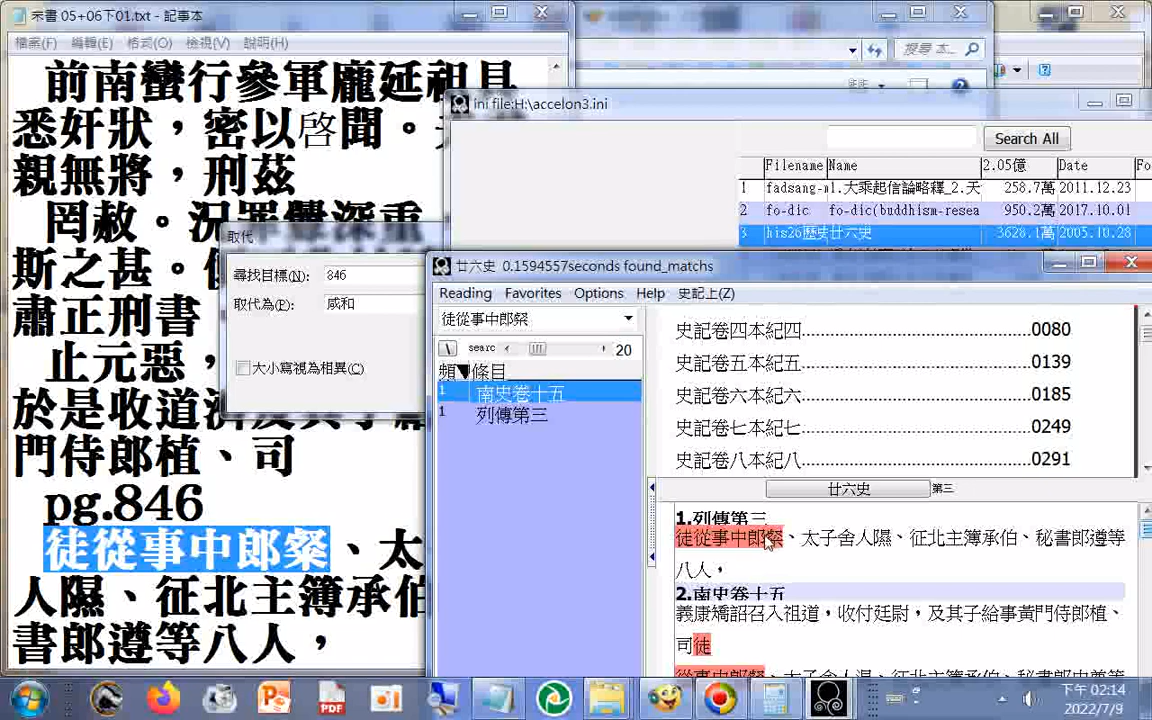 禾書 05+06下01.txt - 記事本
檔案(F) 編輯(E) 格式(O) 檢視(V) 說明(H)
前南蠻行參軍龐延祖具
悉奸狀，密以啓聞。
親無將，刑茲
罔赦。況罪釁深重
斯之甚。
肅正刑書
止元惡，
於是收道
門侍郎植、司
pg.846
徒從事中郎粲、太
人隰、征北主簿承伯
書郎遵等八人，
取代
尋找目標(N): 846
取代為(P): 咸和
大小寫視為相異(C)
搜尋 本...
ini file:H:\accelon3.ini
Search All
Filename Name 2.05億 Date Fo
1 fadsang-m1.大乘起信論略釋_2.天 258.7萬 2011.12.23
2 fo-dic fo-dic(buddhism-resea 950.2萬 2017.10.01
3 his26歷史廿六史 3628.1萬 2005.10.28
廿六史 0.1594557seconds found_matchs
Reading Favorites Options Help 史記上(Z)
徒從事中郎粲
searc 20
頻 條目
1 南史卷十五
1 列傳第三
史記卷四本紀四 0080
史記卷五本紀五 0139
史記卷六本紀六 0185
史記卷七本紀七 0249
史記卷八本紀八 0291
廿六史 第三
1.列傳第三
徒從事中郎粲、太子舍人隰、征北主簿承伯、秘書郎遵等
八人，
2.南史卷十五
義康矯詔召入祖道，收付廷尉，及其子給事黃門侍郎植、
司徒
下午 02:14
2022/7/9